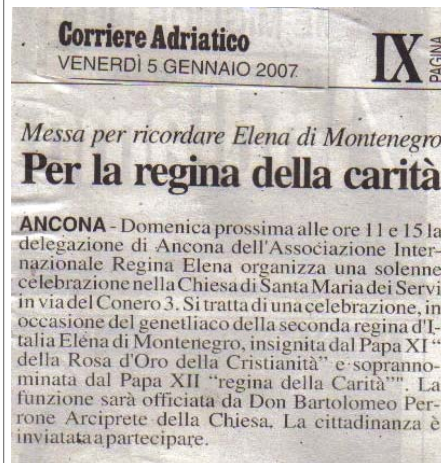 Corriere Adriatico
VENERDÌ 5 GENNAIO 2007
IX
PAGINA
Messa per ricordare Elena di Montenegro
Per la regina della carità
ANCONA - Domenica prossima alle ore 11 e 15 la
delegazione di Ancona dell'Associazione Inter-
nazionale Regina Elena organizza una solenne
celebrazione nella Chiesa di Santa Maria dei Servi
in via del Conero 3. Si tratta di una celebrazione, in
occasione del genetliaco della seconda regina d'I-
talia Elena di Montenegro, insignita dal Papa XI "
della Rosa d'Oro della Cristianità" e sopranno-
minata dal Papa XII "regina della Carità"". La
funzione sarà officiata da Don Bartolomeo Per-
rone Arciprete della Chiesa. La cittadinanza è
inviatata a partecipare.